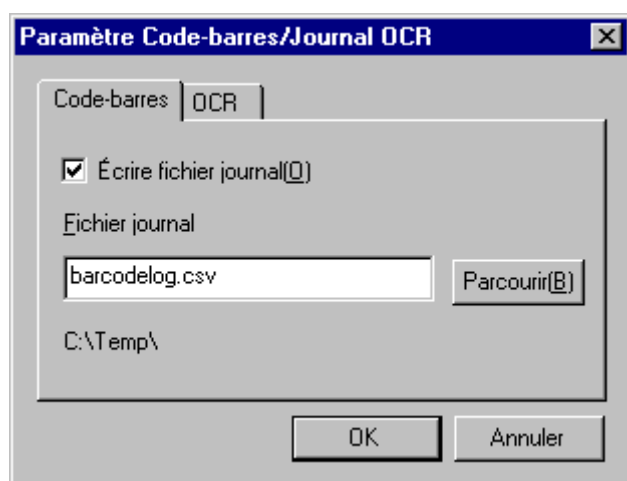 Paramètre Code-barres/Journal OCR
Code-barres OCR
Écrire fichier journal(O)
Fichier journal
barcodelog.csv Parcourir(B)
C:\Temp\
OK Annuler